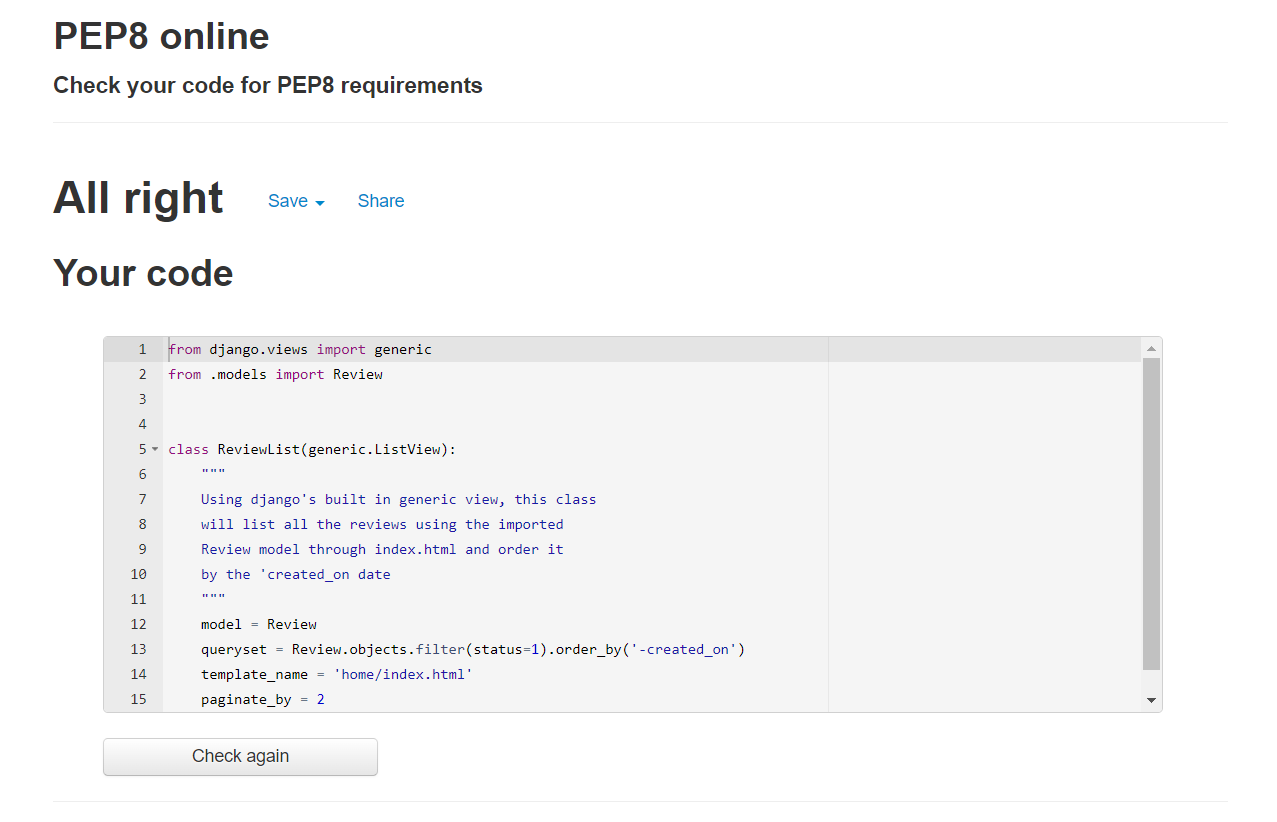 PEP8 online
Check your code for PEP8 requirements
All right Save Share
Your code
1 from django.views import generic
2 from .models import Review
3
4
5 class ReviewList(generic.ListView):
6     """
7     Using django's built in generic view, this class
8     will list all the reviews using the imported
9     Review model through index.html and order it
10     by the 'created_on date
11     """
12     model = Review
13     queryset = Review.objects.filter(status=1).order_by('-created_on')
14     template_name = 'home/index.html'
15     paginate_by = 2
Check again